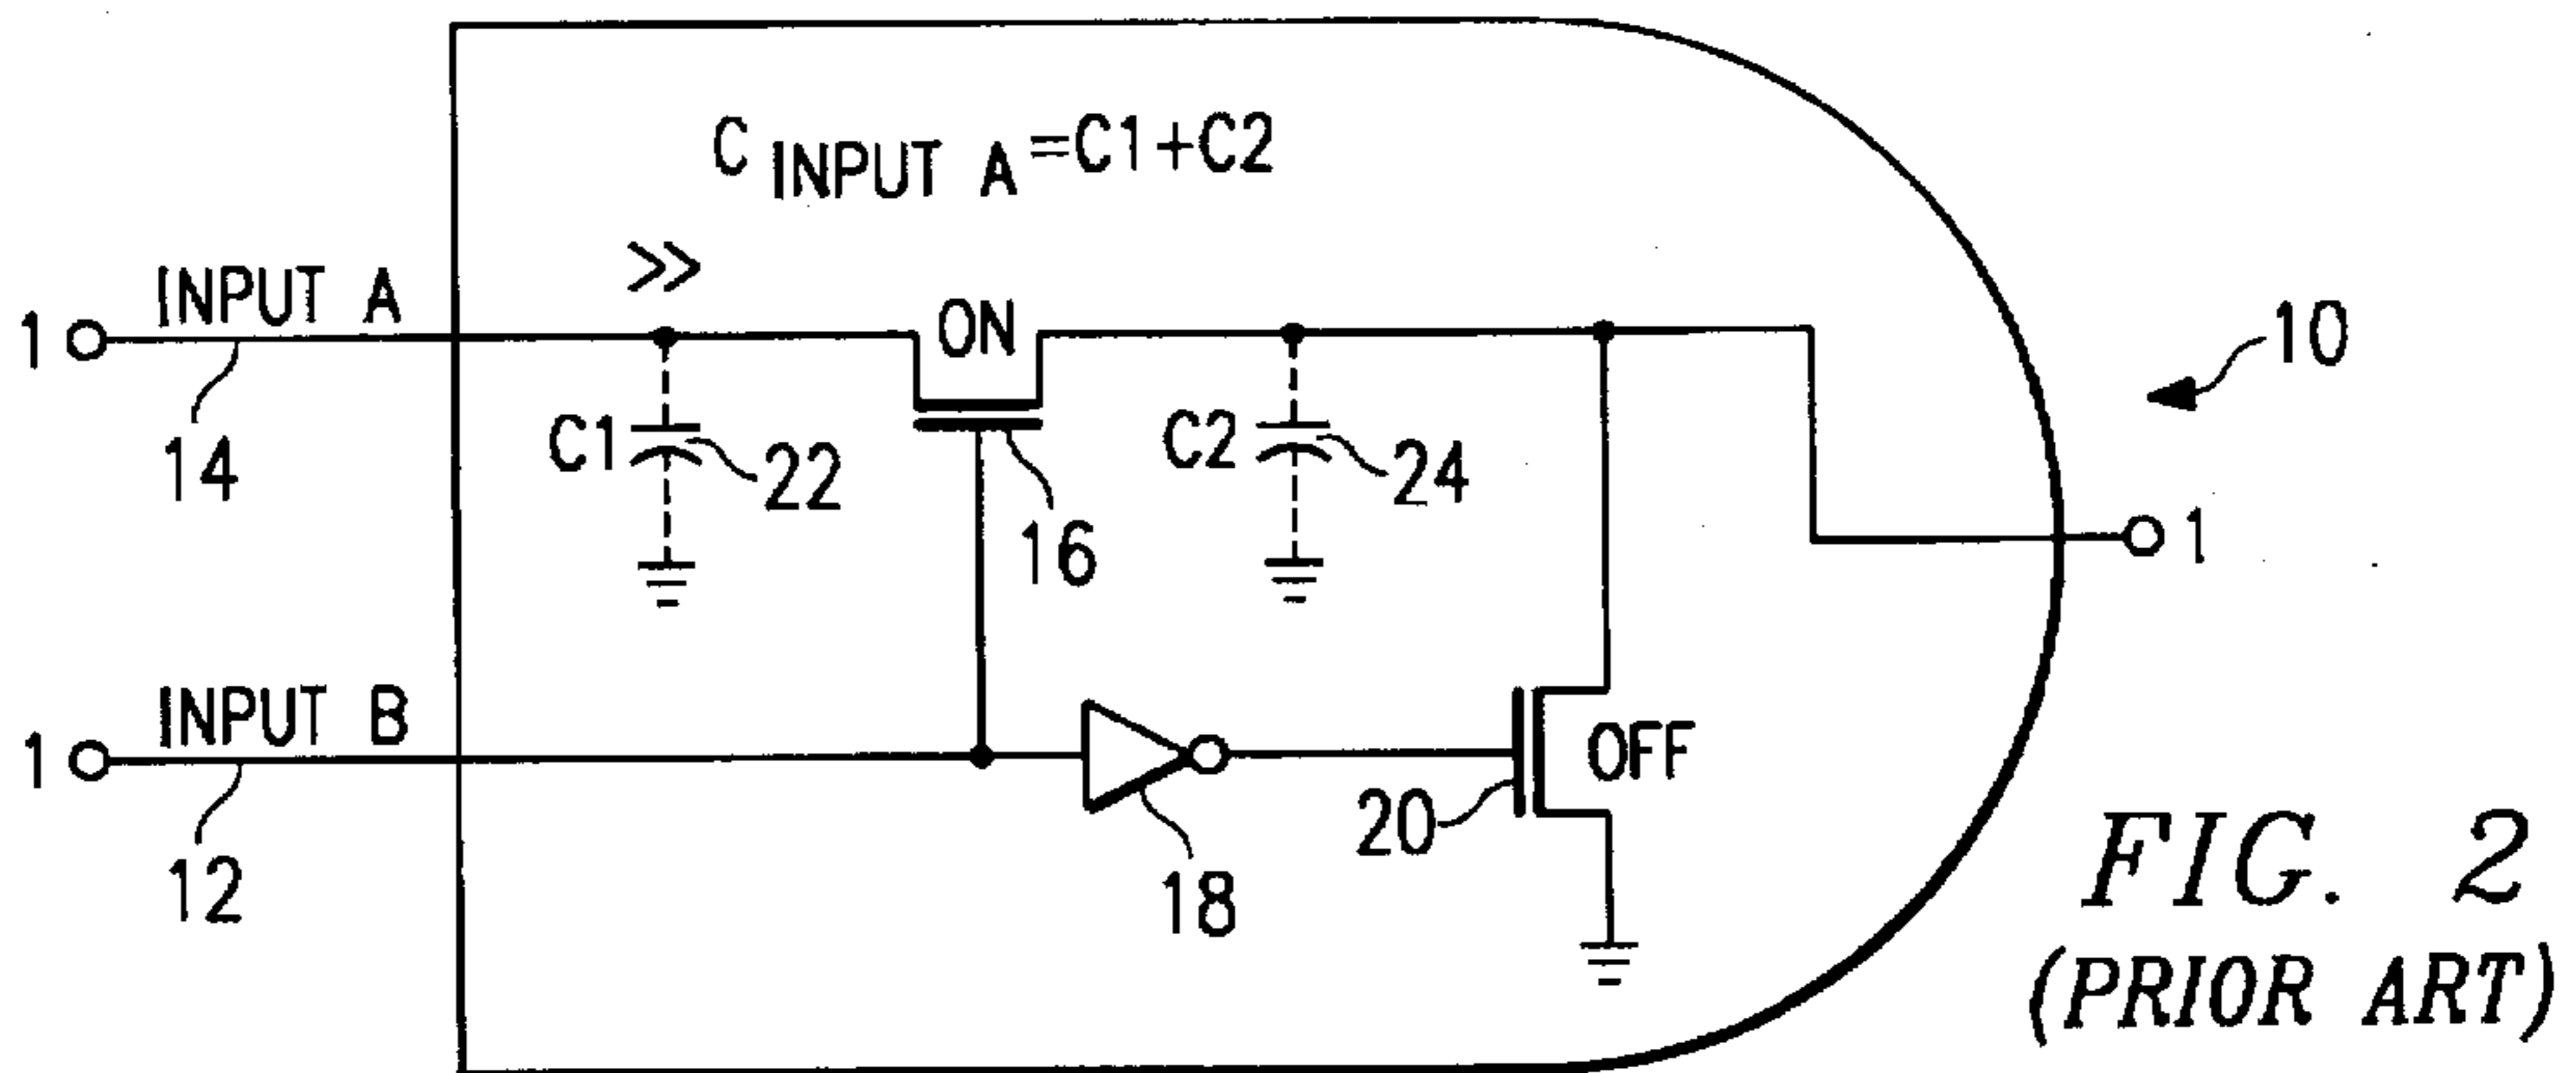 C INPUT A =C1+C2
>>
1 INPUT A
ON
10
14
C1
22
C2
24
16
1
1 INPUT B
OFF
12
18
20
FIG. 2
(PRIOR ART)